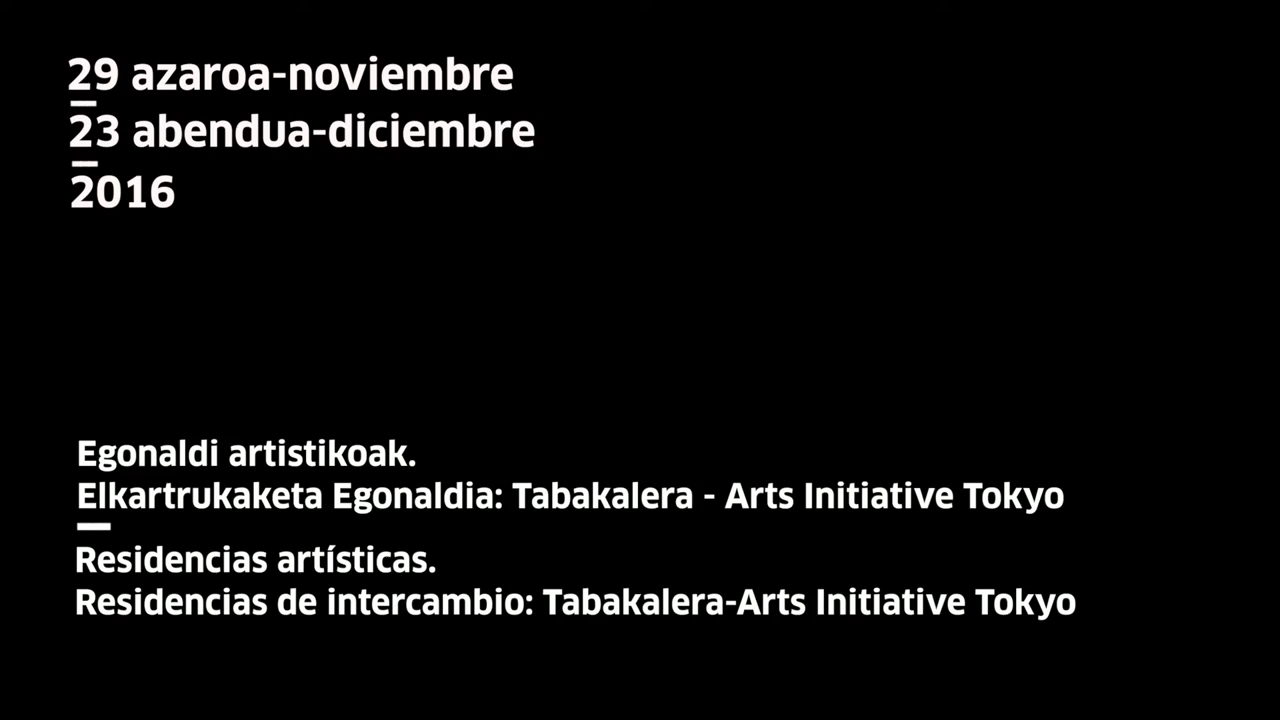 29 azaroa-noviembre
23 abendua-diciembre
2016
Egonaldi artistikoak.
Elkartrukaketa Egonaldia: Tabakalera - Arts Initiative Tokyo
Residencias artísticas.
Residencias de intercambio: Tabakalera-Arts Initiative Tokyo